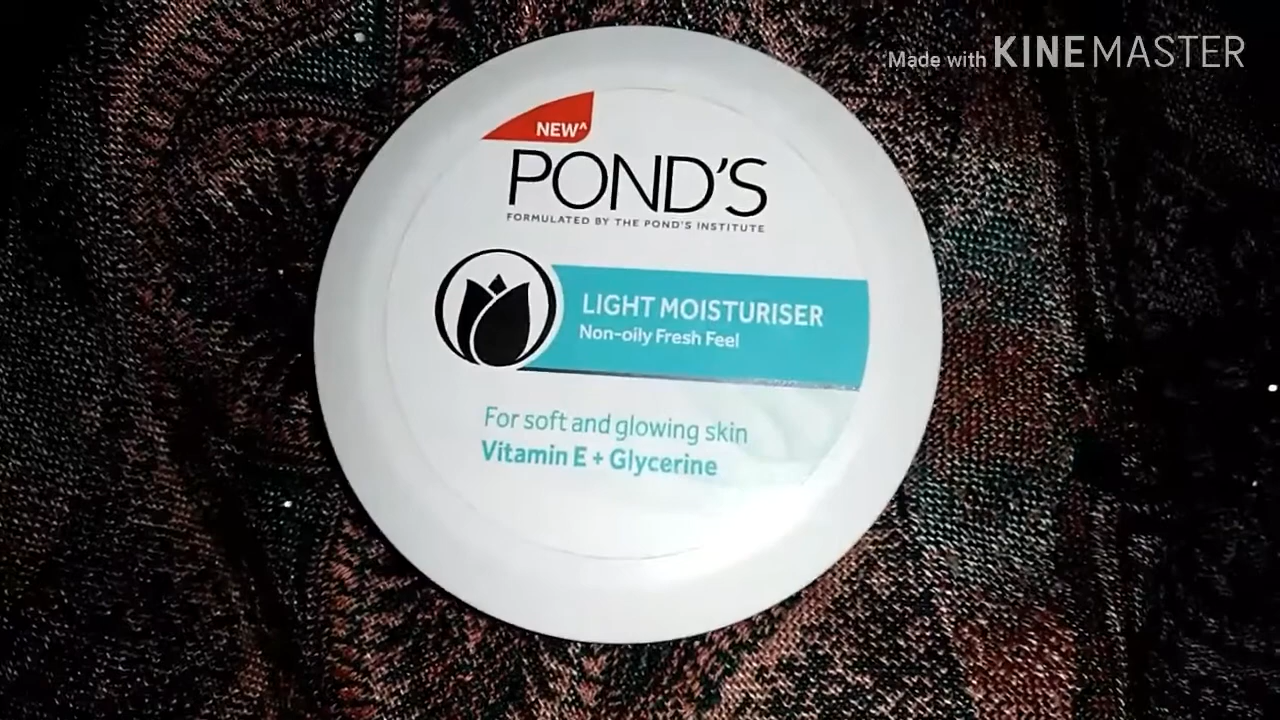 Made with KINEMASTER
NEW^
POND'S
FORMULATED BY THE POND'S INSTITUTE
LIGHT MOISTURISER
Non-oily Fresh Feel
For soft and glowing skin
Vitamin E + Glycerine